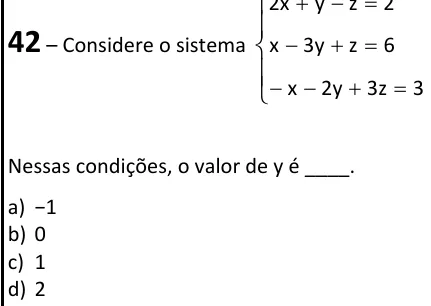 2x + y − z = 2
42 – Considere o sistema x − 3y + z = 6
− x − 2y + 3z = 3
Nessas condições, o valor de y é ____.
a) −1
b) 0
c) 1
d) 2